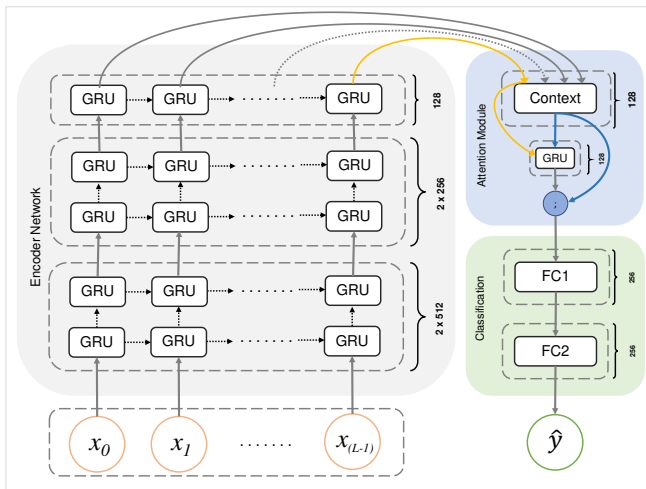 GRU GRU . . . . . . . GRU
128
GRU GRU GRU
GRU GRU GRU
2 x 256
GRU GRU GRU
GRU GRU GRU
2 x 512
Encoder Network
x0 x1 ........ x(L-1)
Context
128
GRU
128
;
Attention Module
FC1
256
FC2
256
Classification
ŷ